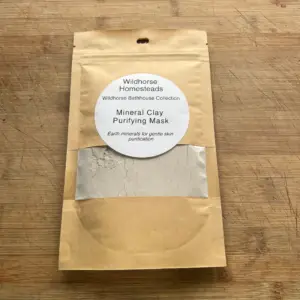 Wildhorse
Homesteads
Wildhorse Bathhouse Collection
Mineral Clay
Purifying Mask
Earth minerals for gentle skin
purification